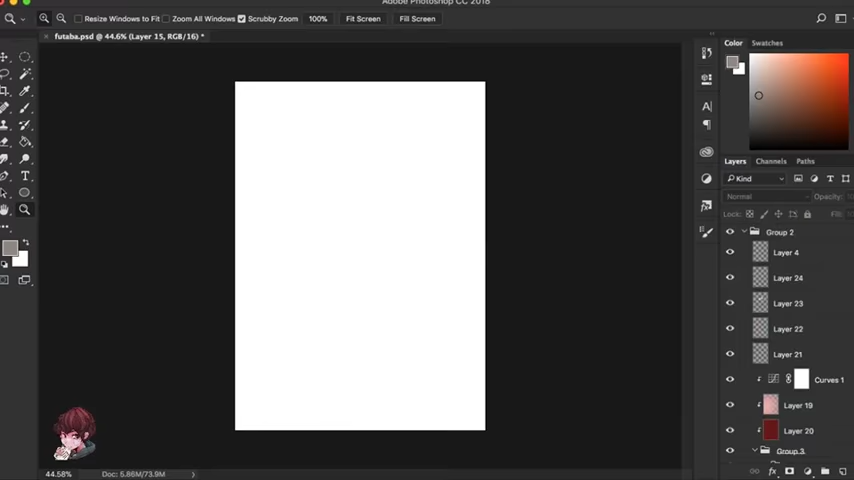 Adobe Photoshop CC 2018
Resize Windows to Fit Zoom All Windows Scrubby Zoom 100% Fit Screen Fill Screen
futaba.psd @ 44.6% (Layer 15, RGB/16) *
Color Swatches
Layers Channels Paths
Kind
Normal Opacity:
Lock: Fill:
Group 2
Layer 4
Layer 24
Layer 23
Layer 22
Layer 21
Curves 1
Layer 19
Layer 20
Group 3
44.58% Doc: 5.86M/73.9M